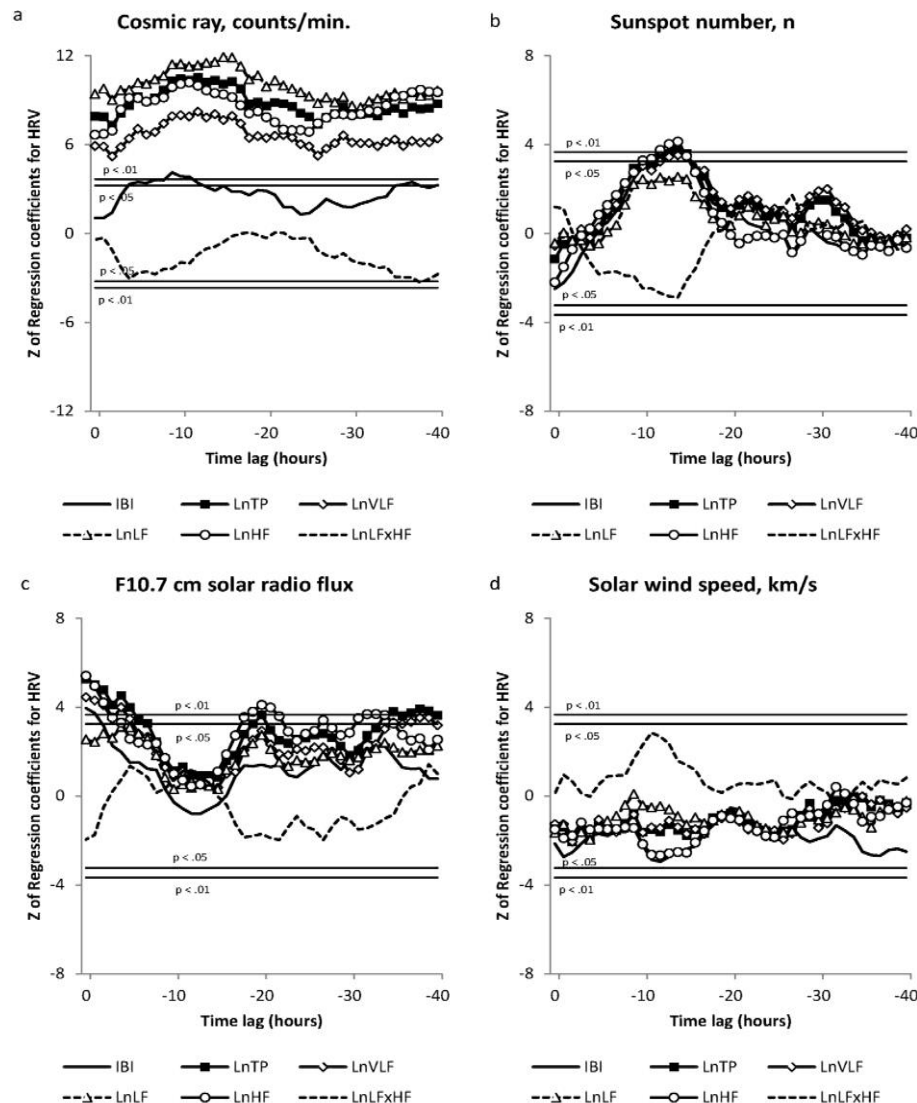 a
Cosmic ray, counts/min.
Z of Regression coefficients for HRV
12
6
0
-6
-12
p < .01
p < .05
p < .05
p < .01
0 -10 -20 -30 -40
Time lag (hours)
IBI LnTP LnVLF
LnLF LnHF LnLFxHF
b
Sunspot number, n
Z of Regression coefficients for HRV
8
4
0
-4
-8
p < .01
p < .05
p < .05
p < .01
0 -10 -20 -30 -40
Time lag (hours)
IBI LnTP LnVLF
LnLF LnHF LnLFxHF
c
F10.7 cm solar radio flux
Z of Regression coefficients for HRV
8
4
0
-4
-8
p < .01
p < .05
p < .05
p < .01
0 -10 -20 -30 -40
Time lag (hours)
IBI LnTP LnVLF
LnLF LnHF LnLFxHF
d
Solar wind speed, km/s
Z of Regression coefficients for HRV
8
4
0
-4
-8
p < .01
p < .05
p < .05
p < .01
0 -10 -20 -30 -40
Time lag (hours)
IBI LnTP LnVLF
LnLF LnHF LnLFxHF